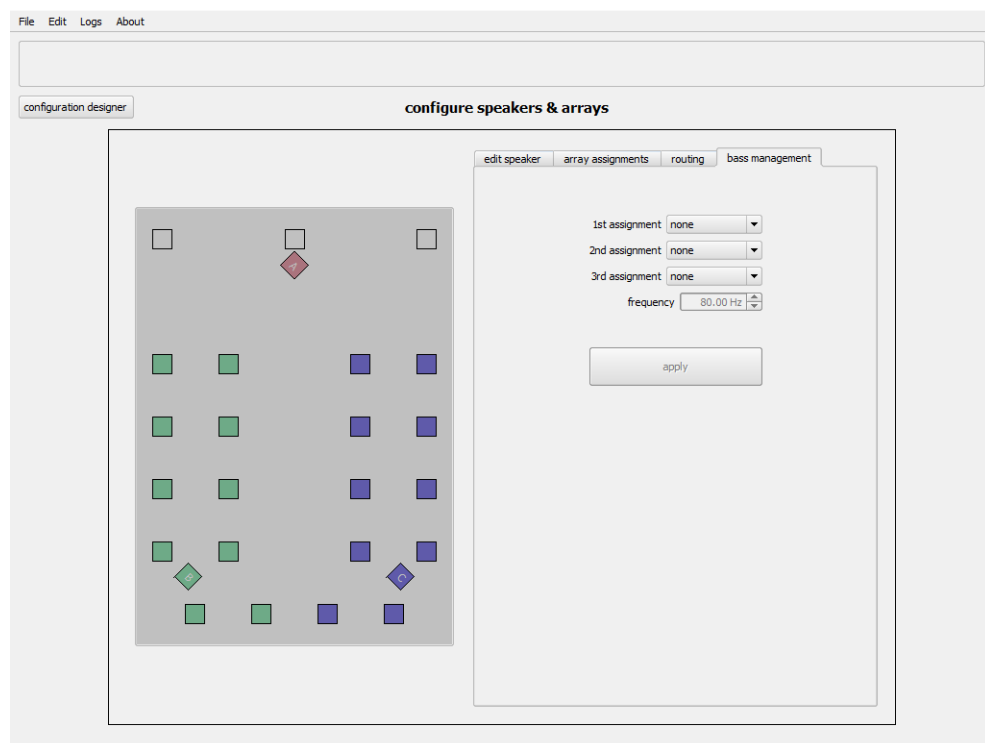 File Edit Logs About
configuration designer
configure speakers & arrays
edit speaker array assignments routing bass management
1st assignment none
2nd assignment none
3rd assignment none
frequency 80.00 Hz
apply
A
B
C